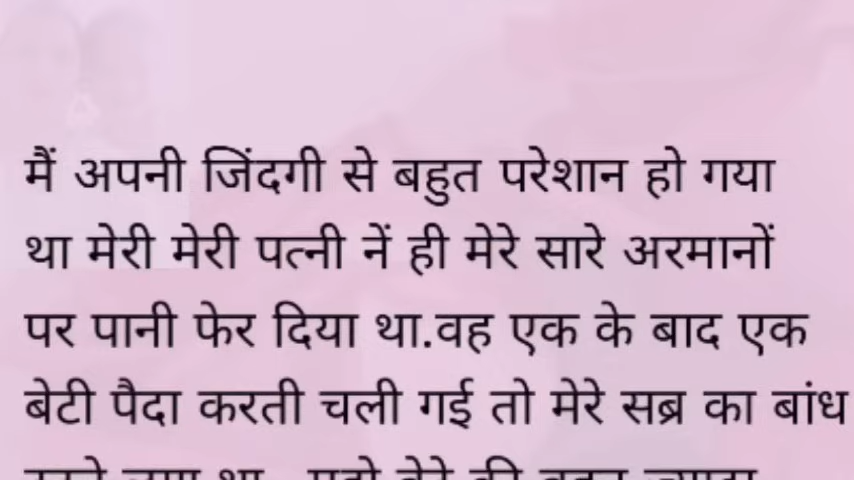 मैं अपनी जिंदगी से बहुत परेशान हो गया
था मेरी मेरी पत्नी नें ही मेरे सारे अरमानों
पर पानी फेर दिया था.वह एक के बाद एक
बेटी पैदा करती चली गई तो मेरे सब्र का बांध